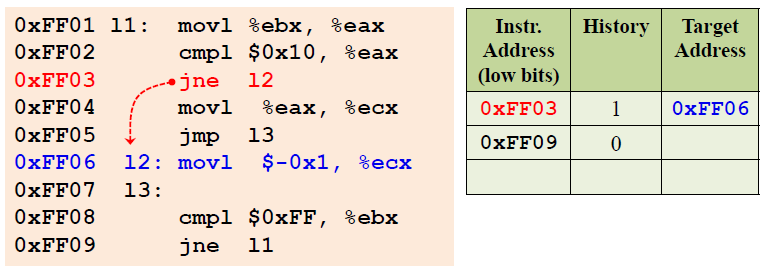 0xFF01 l1: movl %ebx, %eax
0xFF02 cmpl $0x10, %eax
0xFF03 jne l2
0xFF04 movl %eax, %ecx
0xFF05 jmp l3
0xFF06 l2: movl $-0x1, %ecx
0xFF07 l3:
0xFF08 cmpl $0xFF, %ebx
0xFF09 jne l1
Instr. Address (low bits) History Target Address
0xFF03 1 0xFF06
0xFF09 0